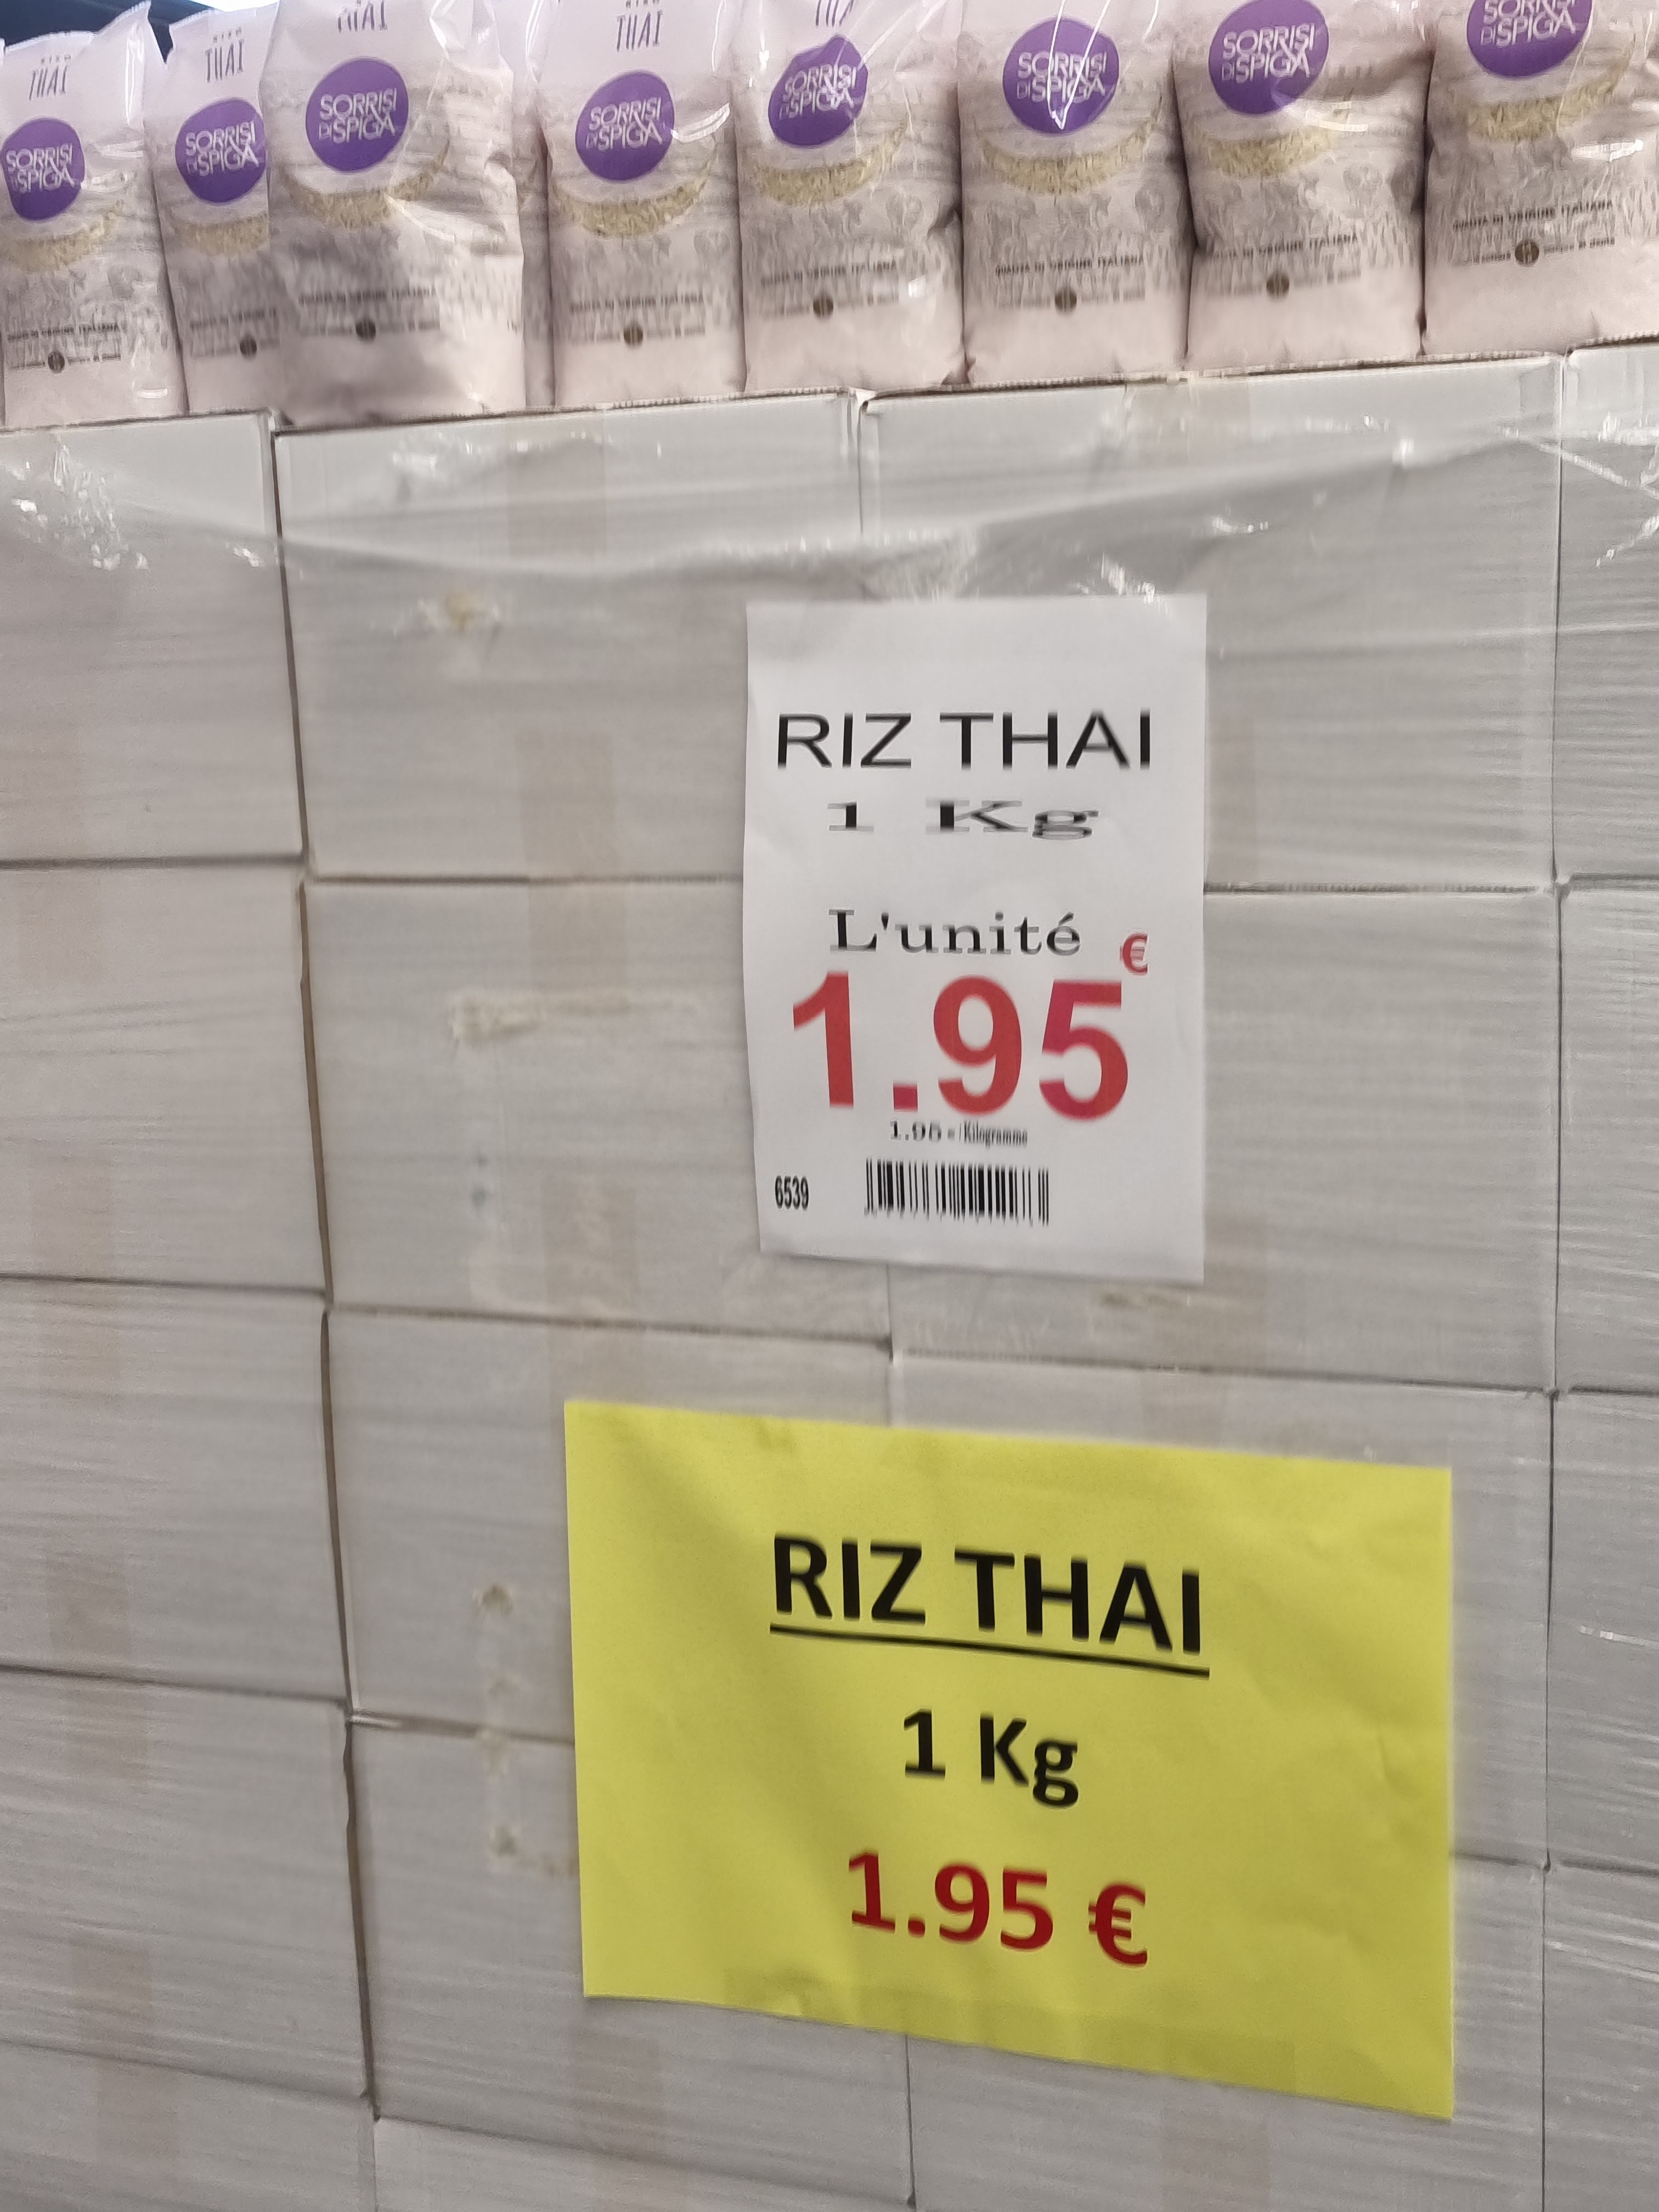 THAI
SORRISI
DI SPIGA
THAI
SORRISI
DI SPIGA
THAI
SORRISI
DI SPIGA
THAI
SORRISI
DI SPIGA
SORRISI
DI SPIGA
SORRISI
DI SPIGA
SORRISI
DI SPIGA
SORRISI
DI SPIGA
RIZ THAI
1 Kg
L'unité
€
1.95
1.95 €/Kilogramme
6539
RIZ THAI
1 Kg
1.95 €